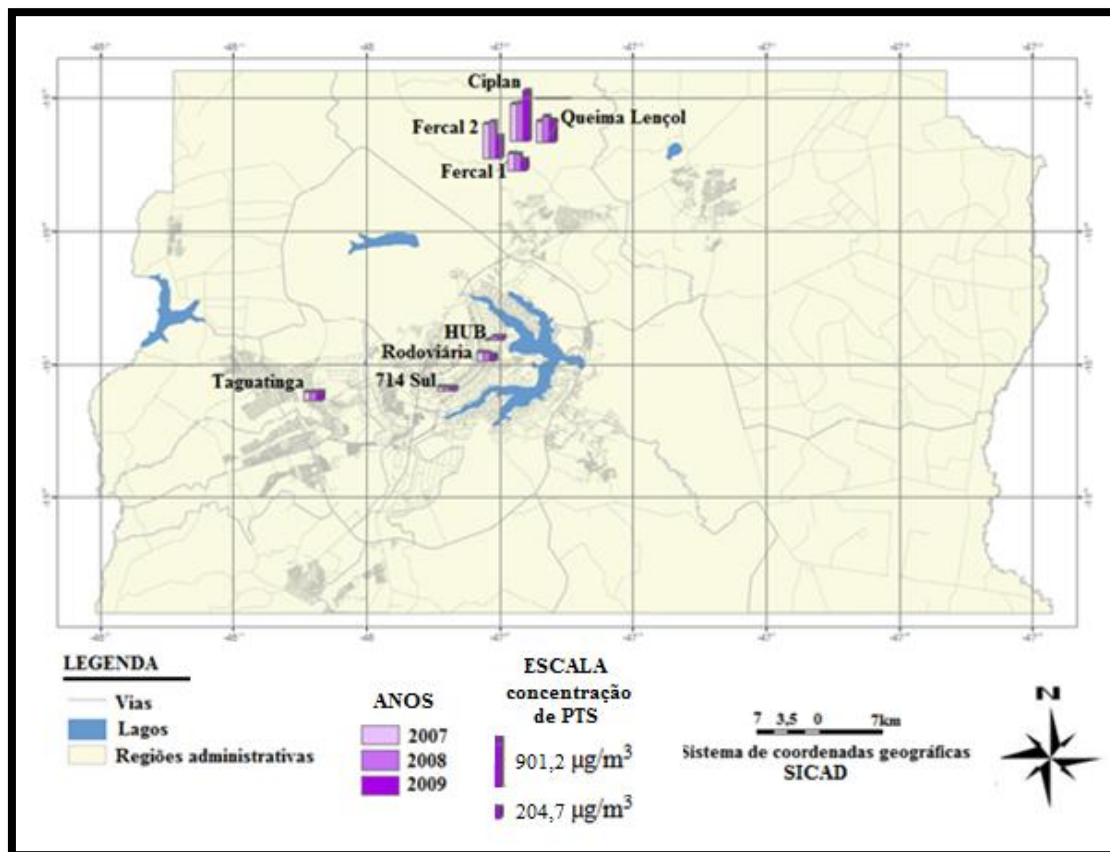 Ciplan
Queima Lençol
Fercal 2
Fercal 1
HUB
Rodoviária
714 Sul
Taguatinga
LEGENDA
Vias
Lagos
Regiões administrativas
ANOS
2007
2008
2009
ESCALA
concentração
de PTS
901,2 µg/m³
204,7 µg/m³
7 3,5 0 7km
Sistema de coordenadas geográficas
SICAD
N